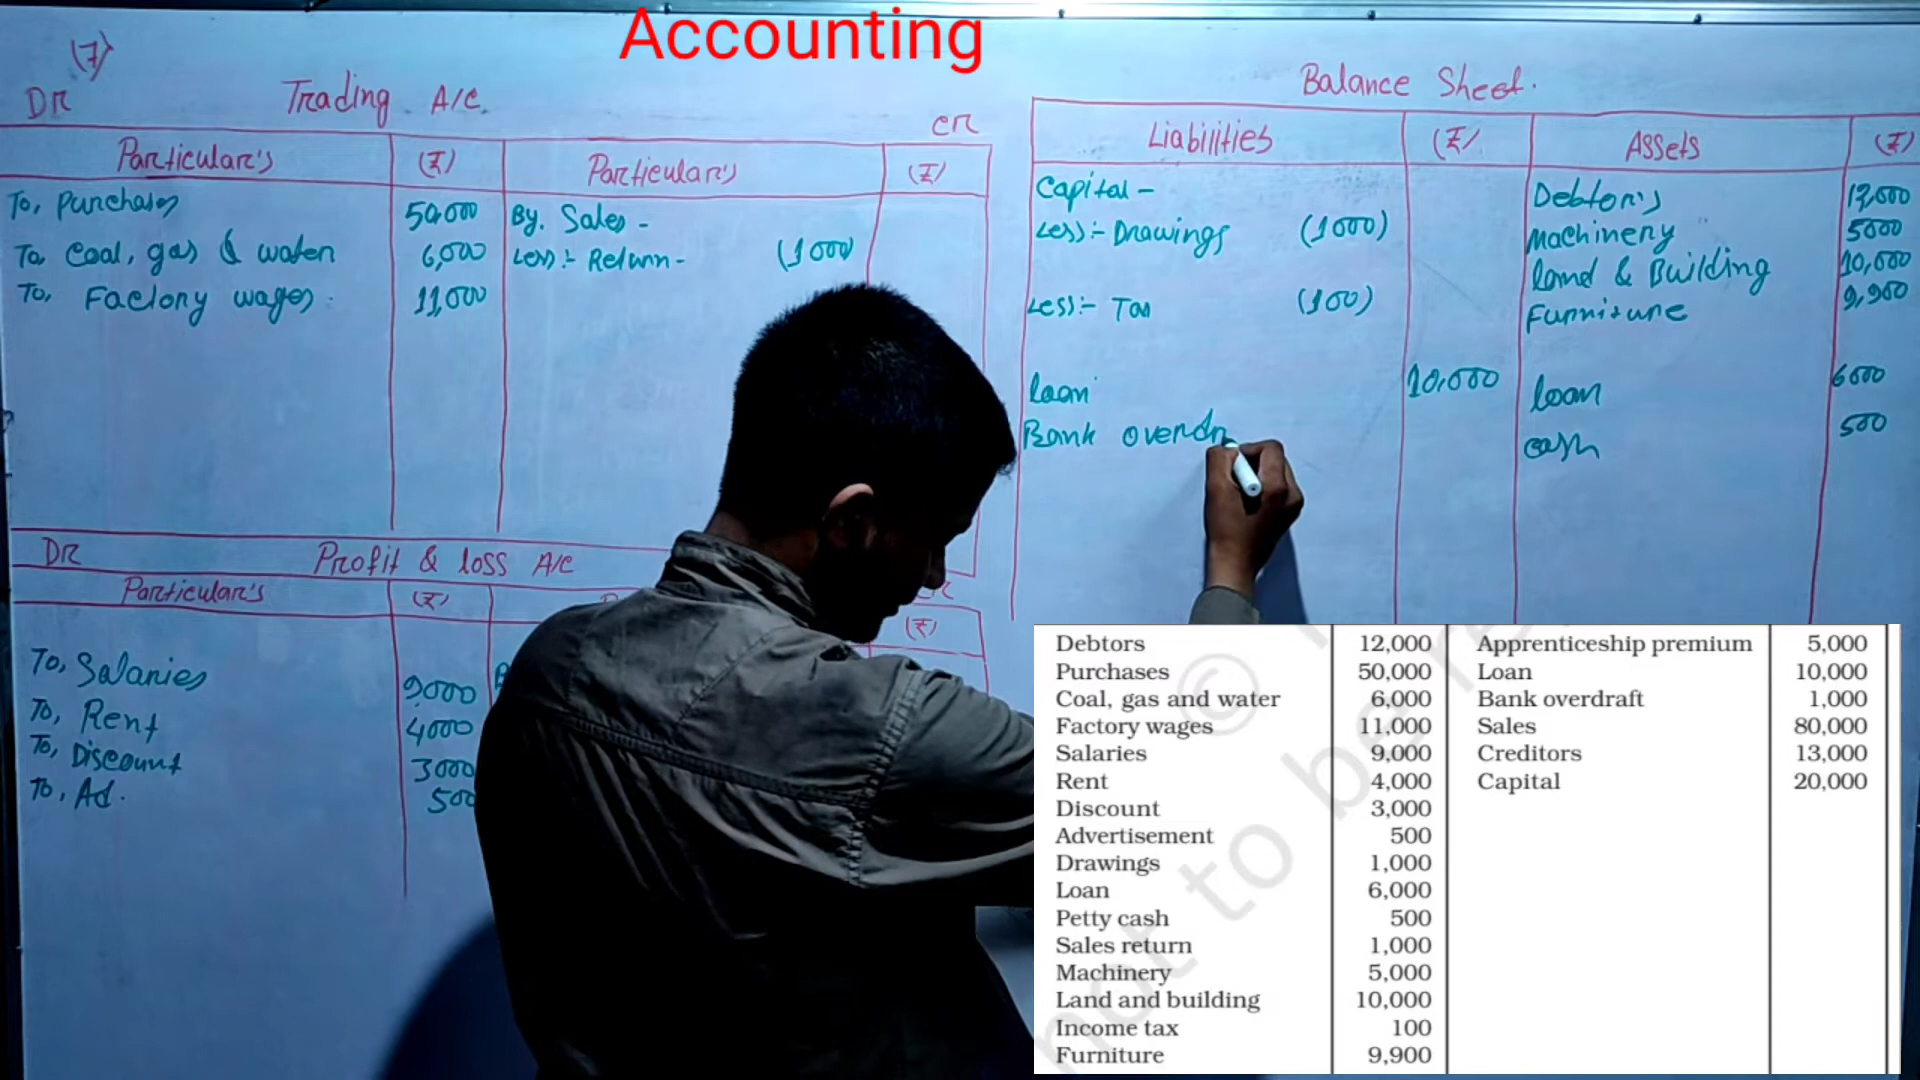 Accounting
(7)
DR Trading A/C. CR
Particular's (₹) Particular's (₹)
To, Purchases 50,000 By. Sales -
To Coal, gas & water 6,000 Less:- Return- (1000)
To, Factory wages. 11,000
DR Profit & loss A/C
Particular's (₹) (₹)
To, Salaries 9000
To, Rent 4000
To, Discount 3000
To, Ad. 500
Balance Sheet.
Liabilities (₹) Assets (₹)
Capital - Debtor's 12,000
Less:- Drawings (1000) Machinery 5000
Land & Building 10,000
Less:- Tax (100) Furniture 9,900
loan 10,000 loan 6000
Bank overdr cash 500
Debtors 12,000 Apprenticeship premium 5,000
Purchases 50,000 Loan 10,000
Coal, gas and water 6,000 Bank overdraft 1,000
Factory wages 11,000 Sales 80,000
Salaries 9,000 Creditors 13,000
Rent 4,000 Capital 20,000
Discount 3,000
Advertisement 500
Drawings 1,000
Loan 6,000
Petty cash 500
Sales return 1,000
Machinery 5,000
Land and building 10,000
Income tax 100
Furniture 9,900
© not to be re